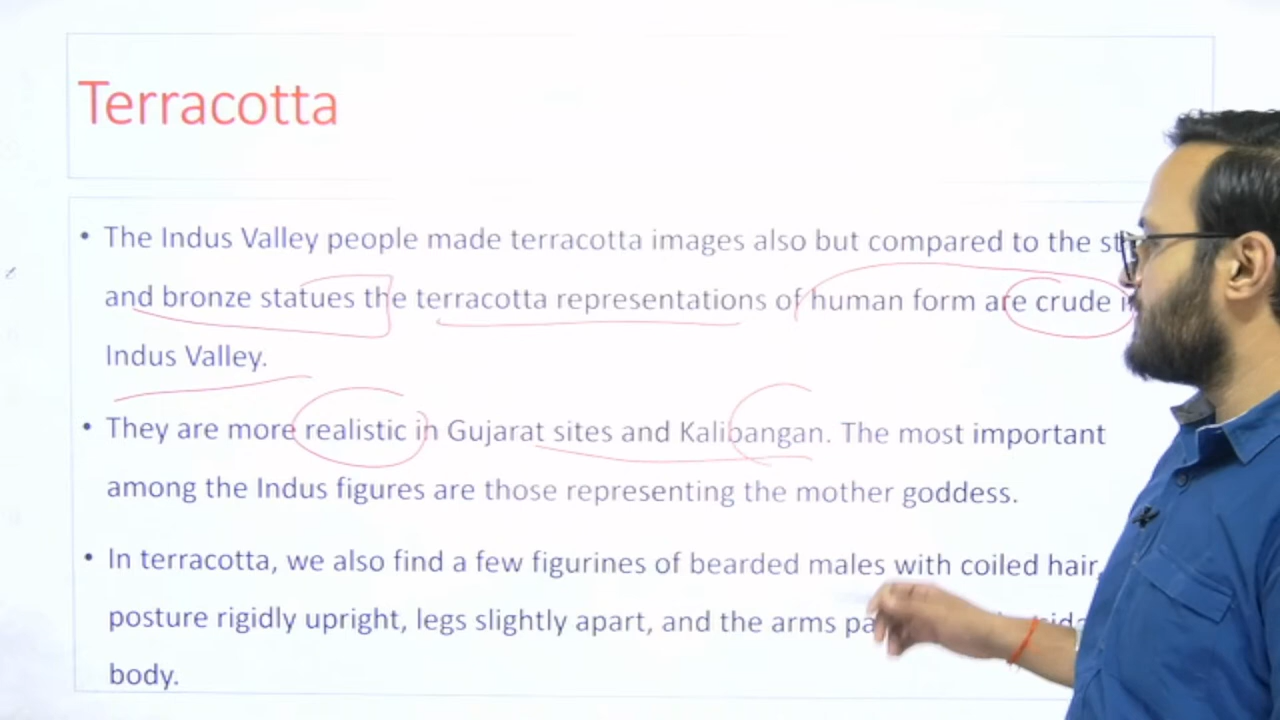 Terracotta
• The Indus Valley people made terracotta images also but compared to the
and bronze statues the terracotta representations of human form are crude
Indus Valley.
• They are more realistic in Gujarat sites and Kalibangan. The most important
among the Indus figures are those representing the mother goddess.
• In terracotta, we also find a few figurines of bearded males with coiled hair,
posture rigidly upright, legs slightly apart, and the arms
body.